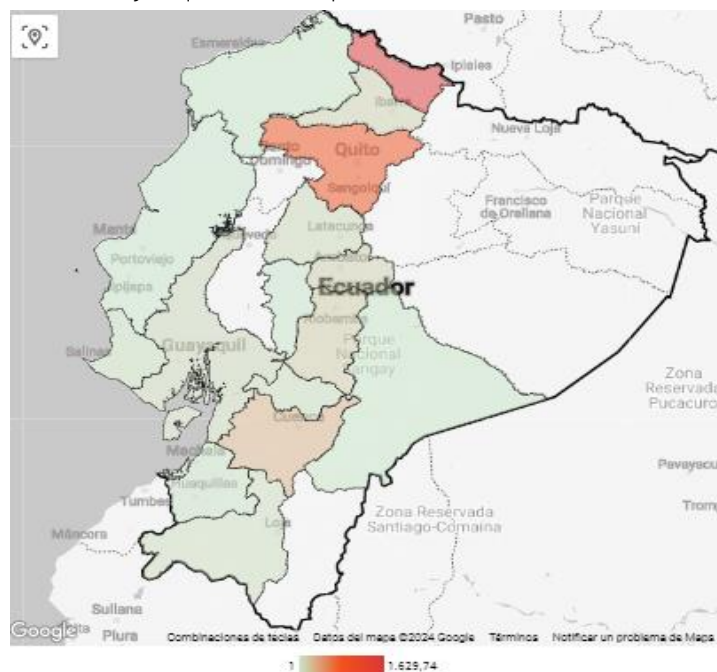 Pasto
Esmeraldas
Ipiales
Ibarra
Nueva Loja
Quito
Domingo
Sangolquí
Francisco
de Orellana
Parque
Nacional
Yasuní
Manta
Latacunga
Quevedo
Portoviejo
Jipijapa
Ecuador
Riobamba
Salinas
Guayaquil
Parque
Nacional
Sangay
Zona
Reservada
Pucacuro
Cuenca
Machala
Huaquillas
Tumbes
Loja
Zona Reservada
Santiago-Comaina
Máncora
Sullana
Piura
Google
Combinaciones de teclas Datos del mapa ©2024 Google Términos Notificar un problema de Maps
1 1.629,74